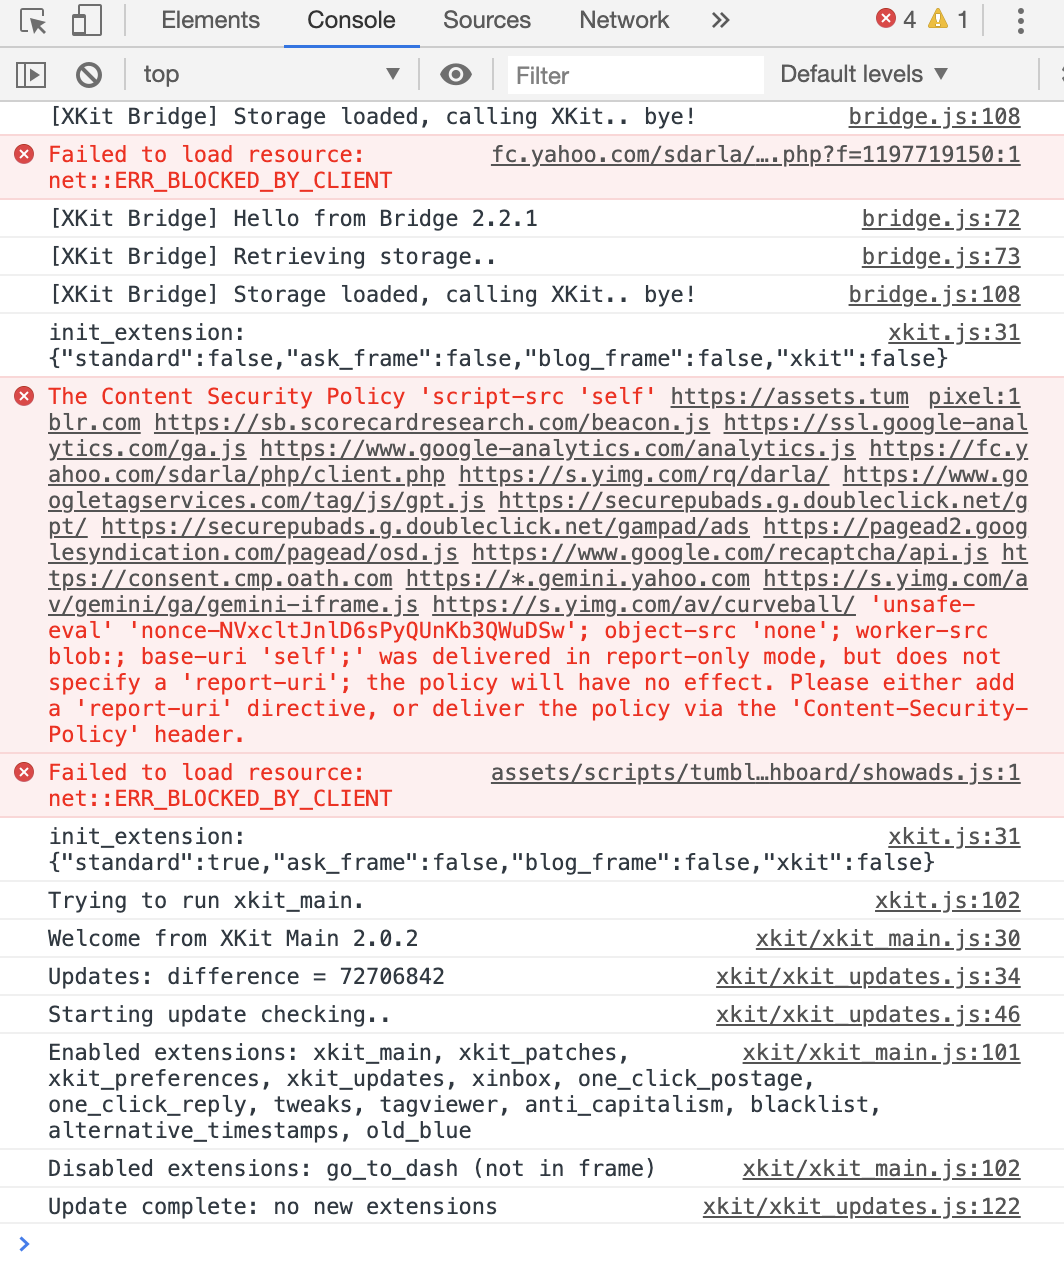 Elements Console Sources Network » 4 1
top Filter Default levels ▼
[XKit Bridge] Storage loaded, calling XKit.. bye! bridge.js:108
Failed to load resource: fc.yahoo.com/sdarla/….php?f=1197719150:1
net::ERR_BLOCKED_BY_CLIENT
[XKit Bridge] Hello from Bridge 2.2.1 bridge.js:72
[XKit Bridge] Retrieving storage.. bridge.js:73
[XKit Bridge] Storage loaded, calling XKit.. bye! bridge.js:108
init_extension: xkit.js:31
{"standard":false,"ask_frame":false,"blog_frame":false,"xkit":false}
The Content Security Policy 'script-src 'self' https://assets.tum pixel:1
blr.com https://sb.scorecardresearch.com/beacon.js https://ssl.google-anal
ytics.com/ga.js https://www.google-analytics.com/analytics.js https://fc.y
ahoo.com/sdarla/php/client.php https://s.yimg.com/rq/darla/ https://www.go
ogletagservices.com/tag/js/gpt.js https://securepubads.g.doubleclick.net/g
pt/ https://securepubads.g.doubleclick.net/gampad/ads https://pagead2.goog
lesyndication.com/pagead/osd.js https://www.google.com/recaptcha/api.js ht
tps://consent.cmp.oath.com https://*.gemini.yahoo.com https://s.yimg.com/a
v/gemini/ga/gemini-iframe.js https://s.yimg.com/av/curveball/ 'unsafe-
eval' 'nonce-NVxcltJnlD6sPyQUnKb3QWuDSw'; object-src 'none'; worker-src
blob:; base-uri 'self';' was delivered in report-only mode, but does not
specify a 'report-uri'; the policy will have no effect. Please either add
a 'report-uri' directive, or deliver the policy via the 'Content-Security-
Policy' header.
Failed to load resource: assets/scripts/tumbl…hboard/showads.js:1
net::ERR_BLOCKED_BY_CLIENT
init_extension: xkit.js:31
{"standard":true,"ask_frame":false,"blog_frame":false,"xkit":false}
Trying to run xkit_main. xkit.js:102
Welcome from XKit Main 2.0.2 xkit/xkit_main.js:30
Updates: difference = 72706842 xkit/xkit_updates.js:34
Starting update checking.. xkit/xkit_updates.js:46
Enabled extensions: xkit_main, xkit_patches, xkit/xkit_main.js:101
xkit_preferences, xkit_updates, xinbox, one_click_postage,
one_click_reply, tweaks, tagviewer, anti_capitalism, blacklist,
alternative_timestamps, old_blue
Disabled extensions: go_to_dash (not in frame) xkit/xkit_main.js:102
Update complete: no new extensions xkit/xkit_updates.js:122